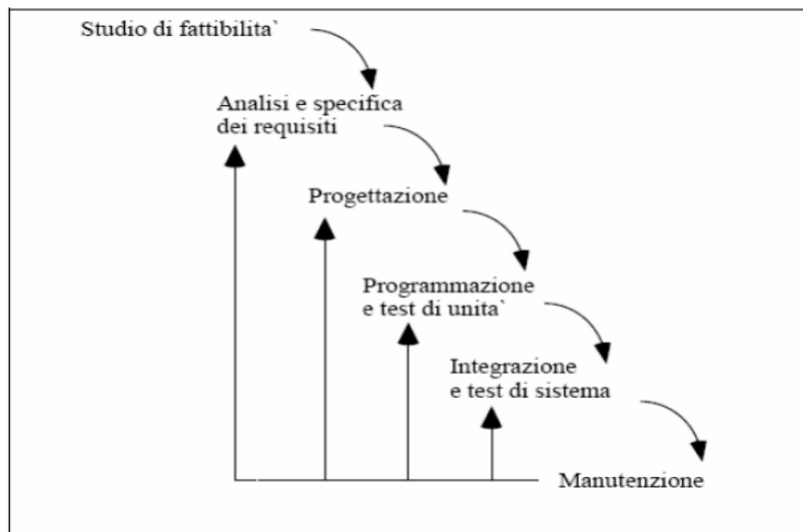 Studio di fattibilita`
Analisi e specifica
dei requisiti
Progettazione
Programmazione
e test di unita`
Integrazione
e test di sistema
Manutenzione